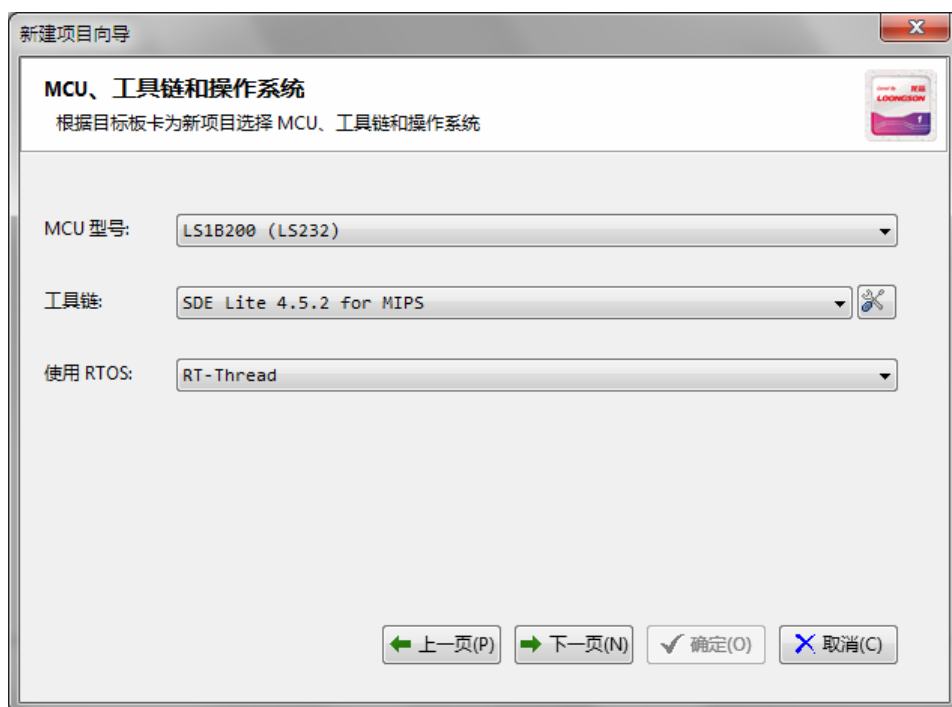 新建项目向导
MCU、工具链和操作系统
根据目标板卡为新项目选择 MCU、工具链和操作系统
LOONGSON
MCU 型号:
LS1B200 (LS232)
工具链:
SDE Lite 4.5.2 for MIPS
使用 RTOS:
RT-Thread
上一页(P)
下一页(N)
确定(O)
取消(C)